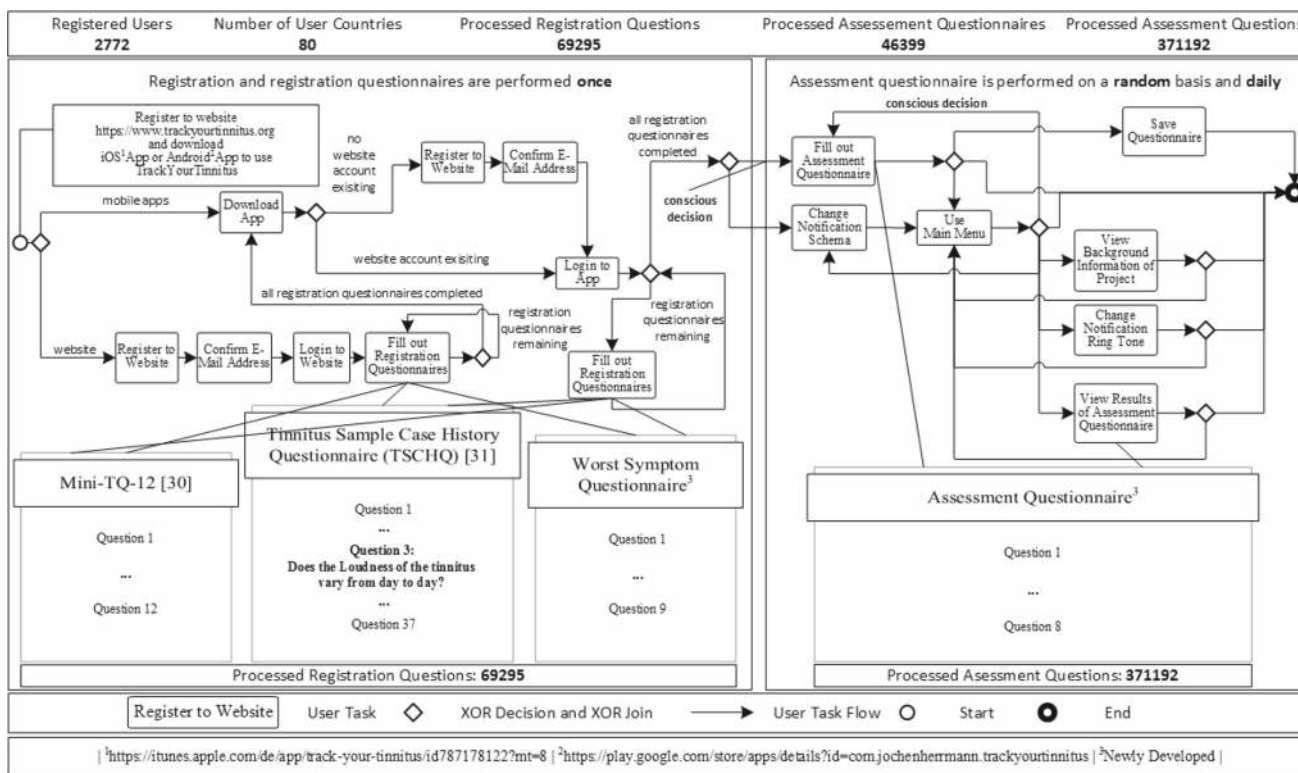 Registered Users
2772
Number of User Countries
80
Processed Registration Questions
69295
Processed Assessement Questionnaires
46399
Processed Assessment Questions
371192
Registration and registration questionnaires are performed once
Register to website
https://www.trackyourtinnitus.org
and download
iOS¹App or Android²App to use
TrackYourTinnitus
no
website
account
exisiting
Register to
Website
Confirm E-
Mail Address
all registration
questionnaires
completed
mobile apps
Download
App
conscious
decision
website account exisiting
Login to
App
all registration questionnaires completed
registration
questionnaires
remaining
registration
questionnaires
remaining
website
Register to
Website
Confirm E-
Mail Address
Login to
Website
Fill out
Registration
Questionnaires
Fill out
Registration
Questionnaires
Mini-TQ-12 [30]
Question 1
...
Question 12
Tinnitus Sample Case History
Questionnaire (TSCHQ) [31]
Question 1
...
Question 3:
Does the Loudness of the tinnitus
vary from day to day?
...
Question 37
Worst Symptom
Questionnaire³
Question 1
...
Question 9
Processed Registration Questions: 69295
Assessment questionnaire is performed on a random basis and daily
conscious decision
Fill out
Assessment
Questionnaire
Save
Questionnaire
Change
Notification
Schema
Use
Main Menu
View
Background
Information of
Project
Change
Notification
Ring Tone
View Results
of Assessment
Questionnaire
Assessment Questionnaire³
Question 1
...
Question 8
Processed Asessment Questions: 371192
Register to Website
User Task
XOR Decision and XOR Join
User Task Flow
Start
End
| ¹https://itunes.apple.com/de/app/track-your-tinnitus/id787178122?mt=8 | ²https://play.google.com/store/apps/details?id=com.jochenherrmann.trackyourtinnitus | ³Newly Developed |